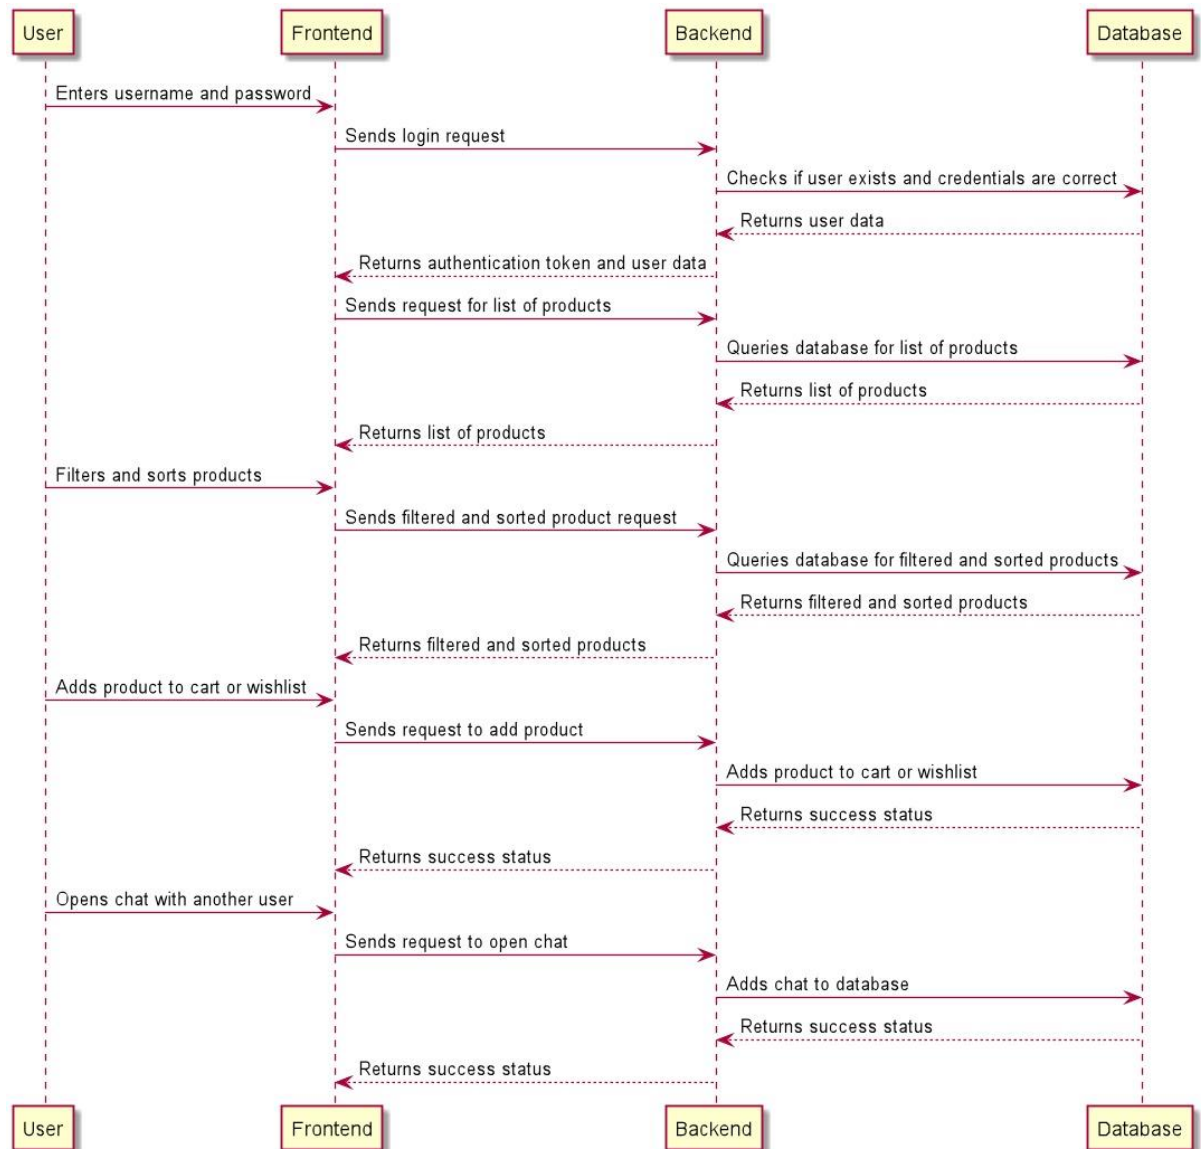 User
Frontend
Backend
Database
Enters username and password
Sends login request
Checks if user exists and credentials are correct
Returns user data
Returns authentication token and user data
Sends request for list of products
Queries database for list of products
Returns list of products
Returns list of products
Filters and sorts products
Sends filtered and sorted product request
Queries database for filtered and sorted products
Returns filtered and sorted products
Returns filtered and sorted products
Adds product to cart or wishlist
Sends request to add product
Adds product to cart or wishlist
Returns success status
Returns success status
Opens chat with another user
Sends request to open chat
Adds chat to database
Returns success status
Returns success status
User
Frontend
Backend
Database